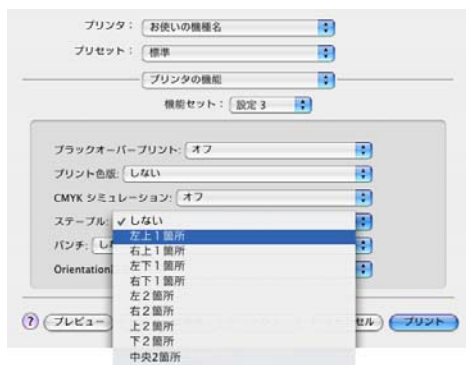 プリンタ： お使いの機種名
プリセット： 標準
プリンタの機能
機能セット： 設定 3
ブラックオーバープリント: オフ
プリント色版: しない
CMYK シミュレーション: オフ
ステープル: ✓ しない
左上１箇所
パンチ:
右上１箇所
左下１箇所
Orientation
右下１箇所
左２箇所
右２箇所
上２箇所
? プレビュー プリント
下２箇所
中央2箇所